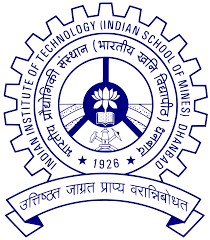 INDIAN INSTITUTE OF TECHNOLOGY (INDIAN SCHOOL OF MINES) DHANBAD
भारतीय प्रौद्योगिकी संस्थान (भारतीय खनि विद्यापीठ) धनबाद
1926
उत्तिष्ठत जाग्रत प्राप्य वरान्निबोधत